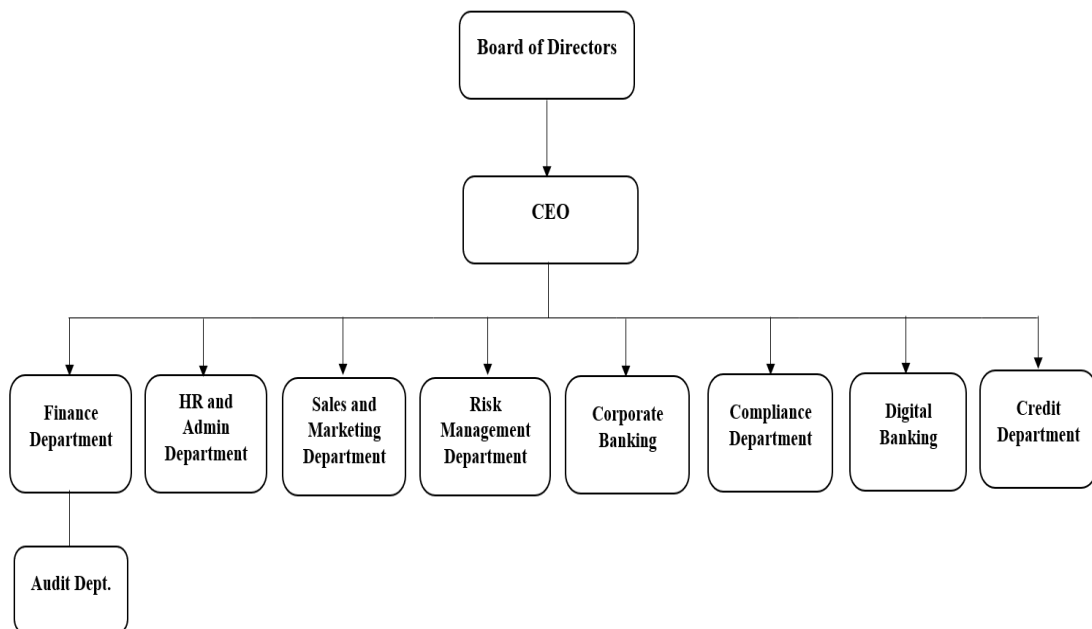 Board of Directors
CEO
Finance
Department
HR and
Admin
Department
Sales and
Marketing
Department
Risk
Management
Department
Corporate
Banking
Compliance
Department
Digital
Banking
Credit
Department
Audit Dept.